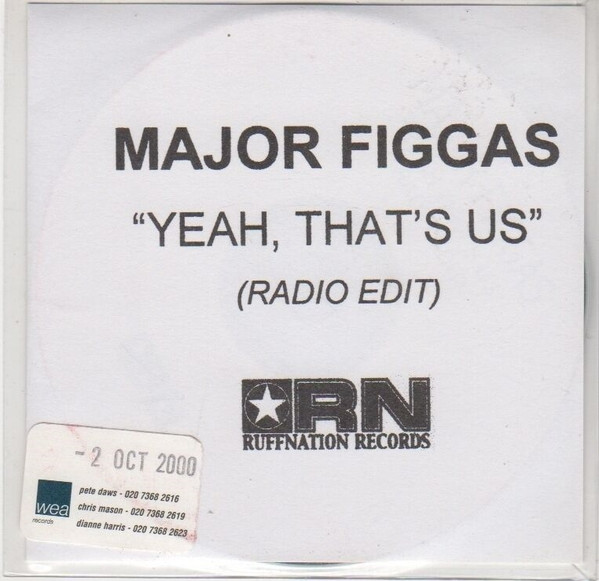 MAJOR FIGGAS
“YEAH, THAT’S US”
(RADIO EDIT)
RN
RUFFNATION RECORDS
- 2 OCT 2000
pete daws - 020 7368 2616
chris mason - 020 7368 2619
dianne harris - 020 7368 2623
wea
records